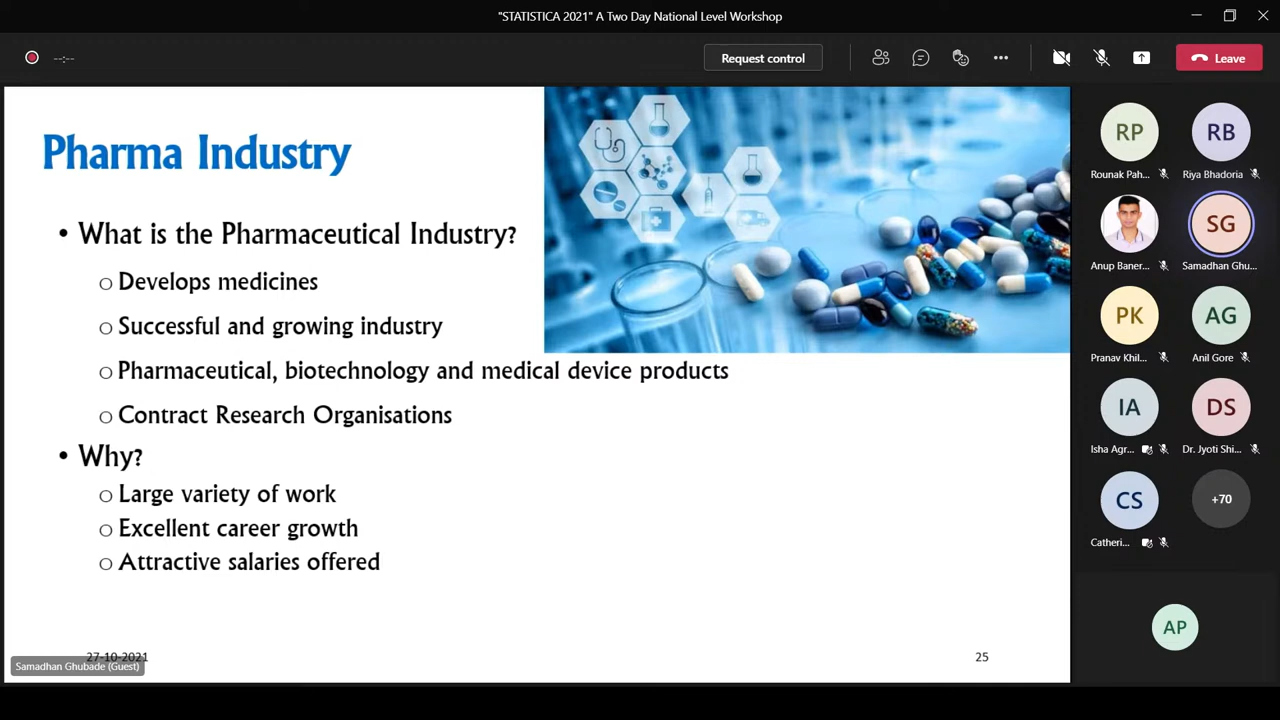 "STATISTICA 2021" A Two Day National Level Workshop
--:--
Request control
Leave
Pharma Industry
• What is the Pharmaceutical Industry?
o Develops medicines
o Successful and growing industry
o Pharmaceutical, biotechnology and medical device products
o Contract Research Organisations
• Why?
o Large variety of work
o Excellent career growth
o Attractive salaries offered
27-10-2021
25
Samadhan Ghubade (Guest)
RP
RB
Rounak Pah...
Riya Bhadoria
SG
Anup Baner...
Samadhan Ghu...
PK
AG
Pranav Khil...
Anil Gore
IA
DS
Isha Agr...
Dr. Jyoti Shi...
CS
+70
Catheri...
AP